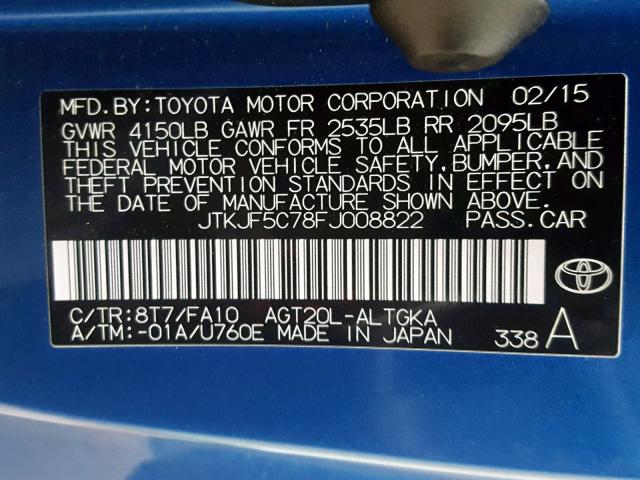 MFD.BY:TOYOTA MOTOR CORPORATION 02/15
GVWR 4150LB GAWR FR 2535LB RR 2095LB
THIS VEHICLE CONFORMS TO ALL APPLICABLE
FEDERAL MOTOR VEHICLE SAFETY,BUMPER,AND
THEFT PREVENTION STANDARDS IN EFFECT ON
THE DATE OF MANUFACTURE SHOWN ABOVE.
JTKJF5C78FJ008822 PASS.CAR
C/TR:8T7/FA10 AGT20L-ALTGKA
A/TM:-01A/U760E MADE IN JAPAN 338 A